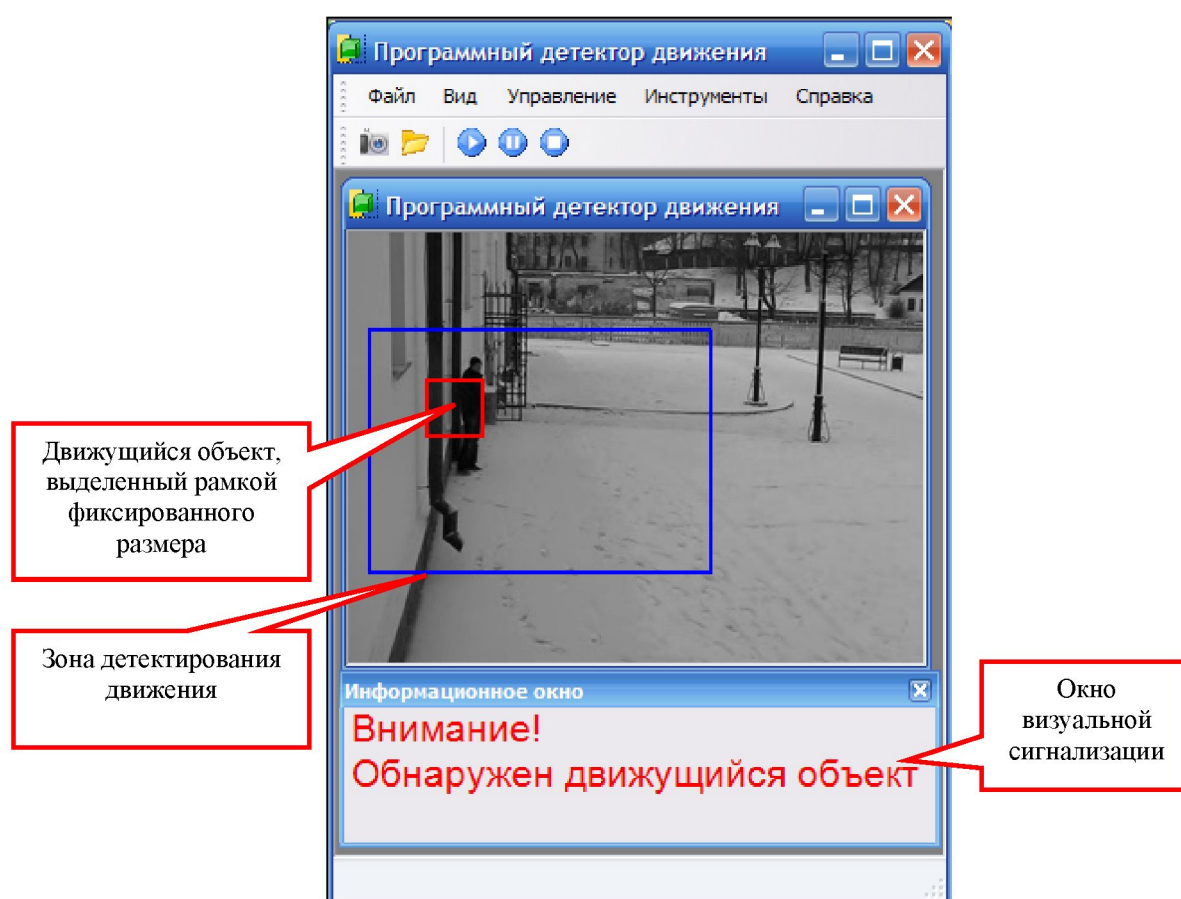 Программный детектор движения
Файл Вид Управление Инструменты Справка
Программный детектор движения
Движущийся объект,
выделенный рамкой
фиксированного
размера
Зона детектирования
движения
Информационное окно
Внимание!
Обнаружен движущийся объект
Окно
визуальной
сигнализации